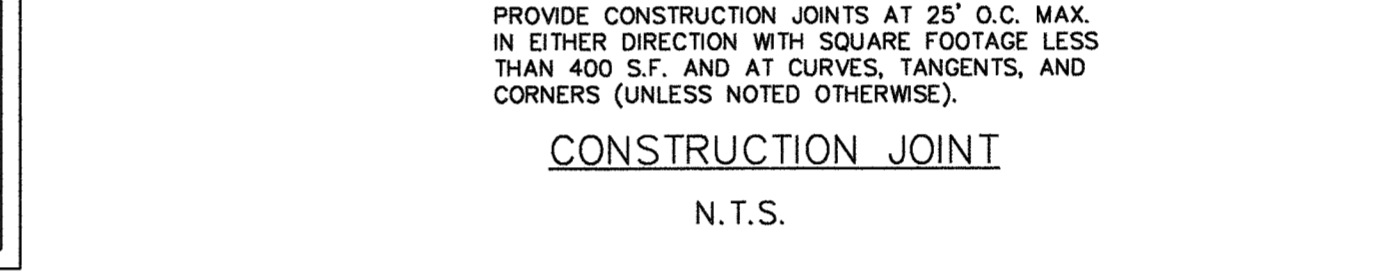 PROVIDE CONSTRUCTION JOINTS AT 25' O.C. MAX.
IN EITHER DIRECTION WITH SQUARE FOOTAGE LESS
THAN 400 S.F. AND AT CURVES, TANGENTS, AND
CORNERS (UNLESS NOTED OTHERWISE).
CONSTRUCTION JOINT
N.T.S.